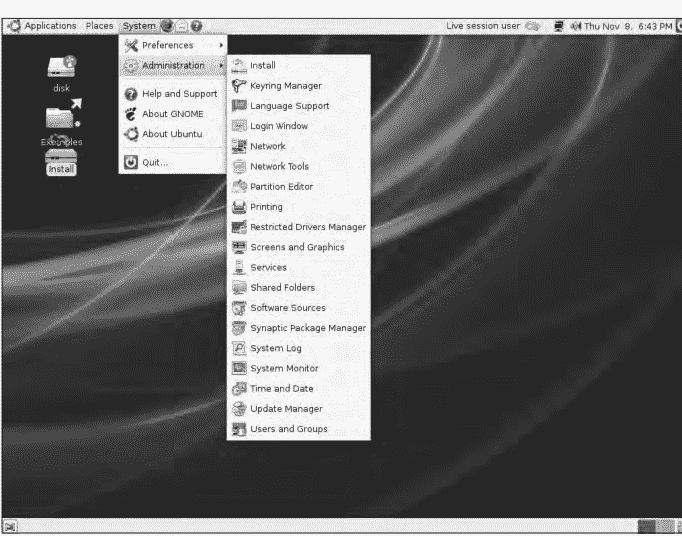 Applications Places System
Live session user
Thu Nov 8, 6:43 PM
disk
Examples
Install
Preferences
Administration
Help and Support
About GNOME
About Ubuntu
Quit...
Install
Keyring Manager
Language Support
Login Window
Network
Network Tools
Partition Editor
Printing
Restricted Drivers Manager
Screens and Graphics
Services
Shared Folders
Software Sources
Synaptic Package Manager
System Log
System Monitor
Time and Date
Update Manager
Users and Groups